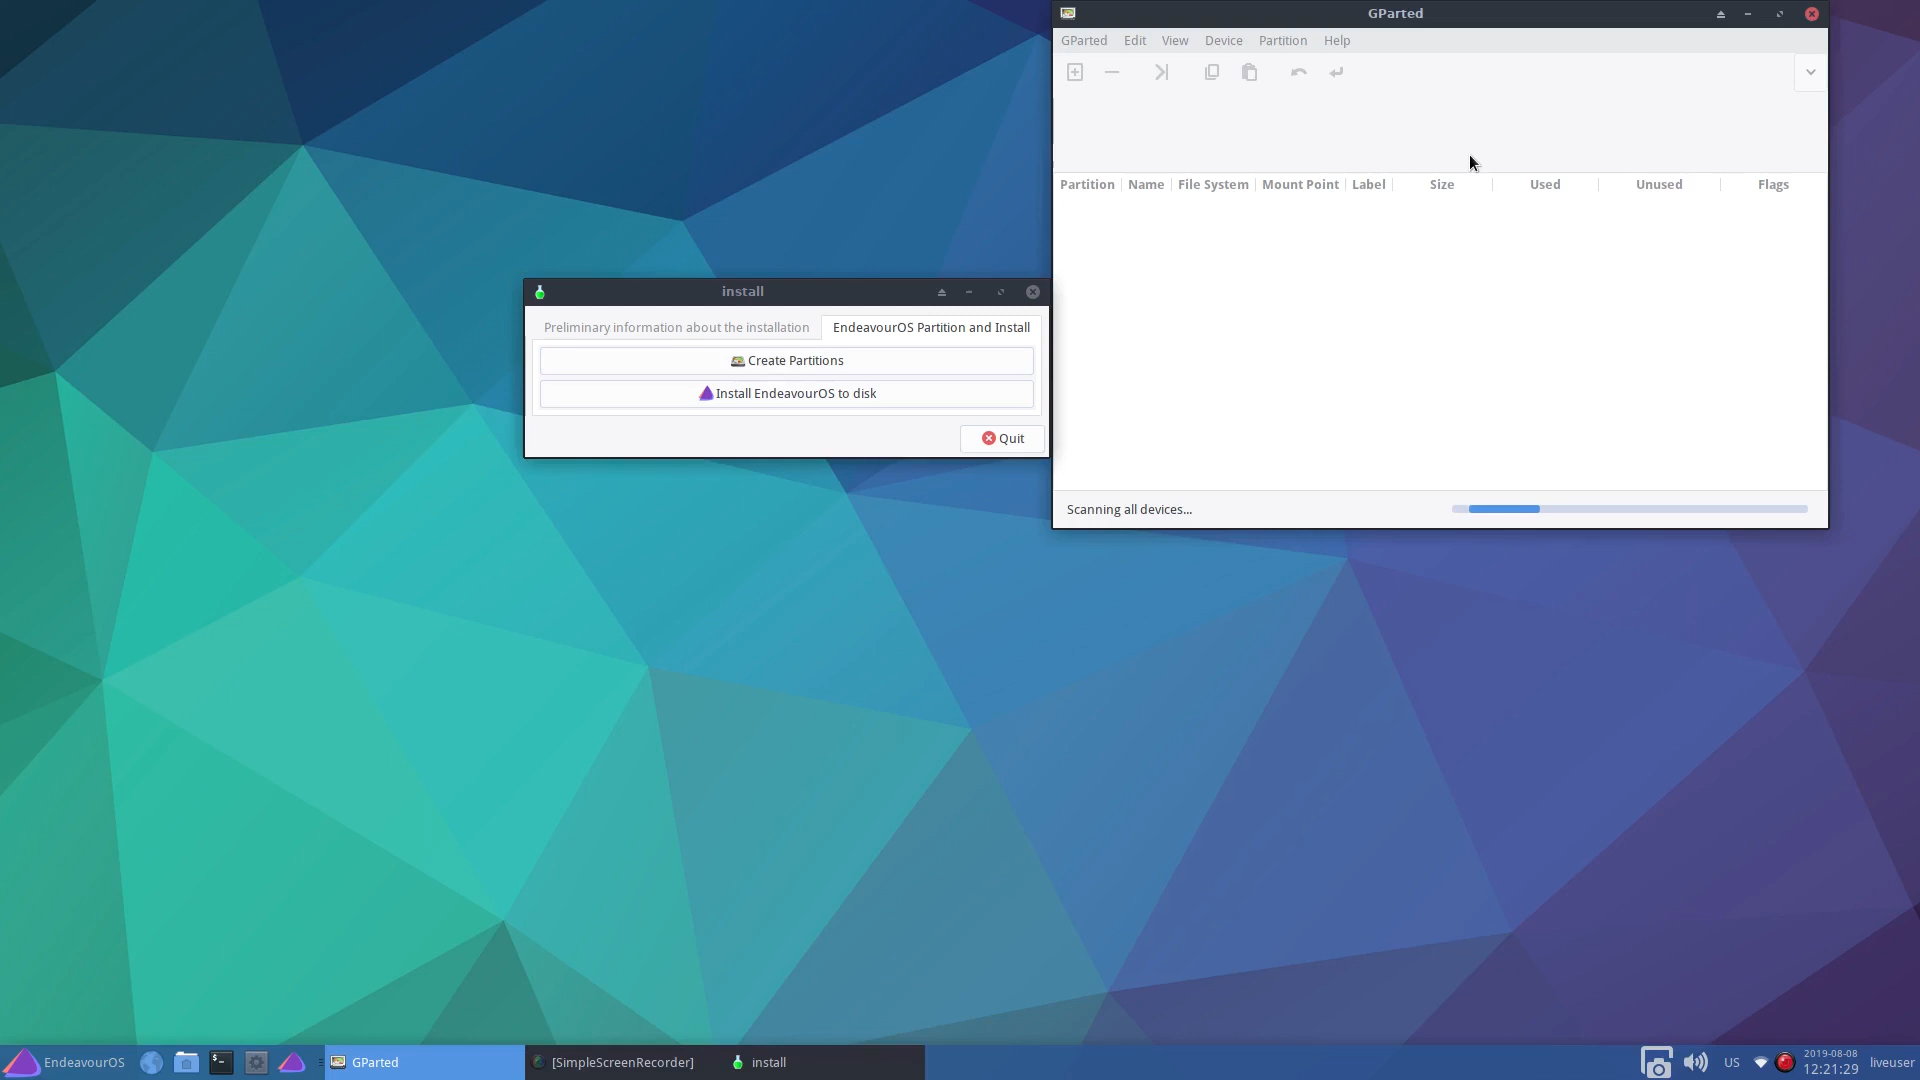 GParted
GParted Edit View Device Partition Help
Partition Name File System Mount Point Label Size Used Unused Flags
Scanning all devices...
install
Preliminary information about the installation EndeavourOS Partition and Install
Create Partitions
Install EndeavourOS to disk
Quit
EndeavourOS GParted [SimpleScreenRecorder] install US 2019-08-08 liveuser
12:21:29